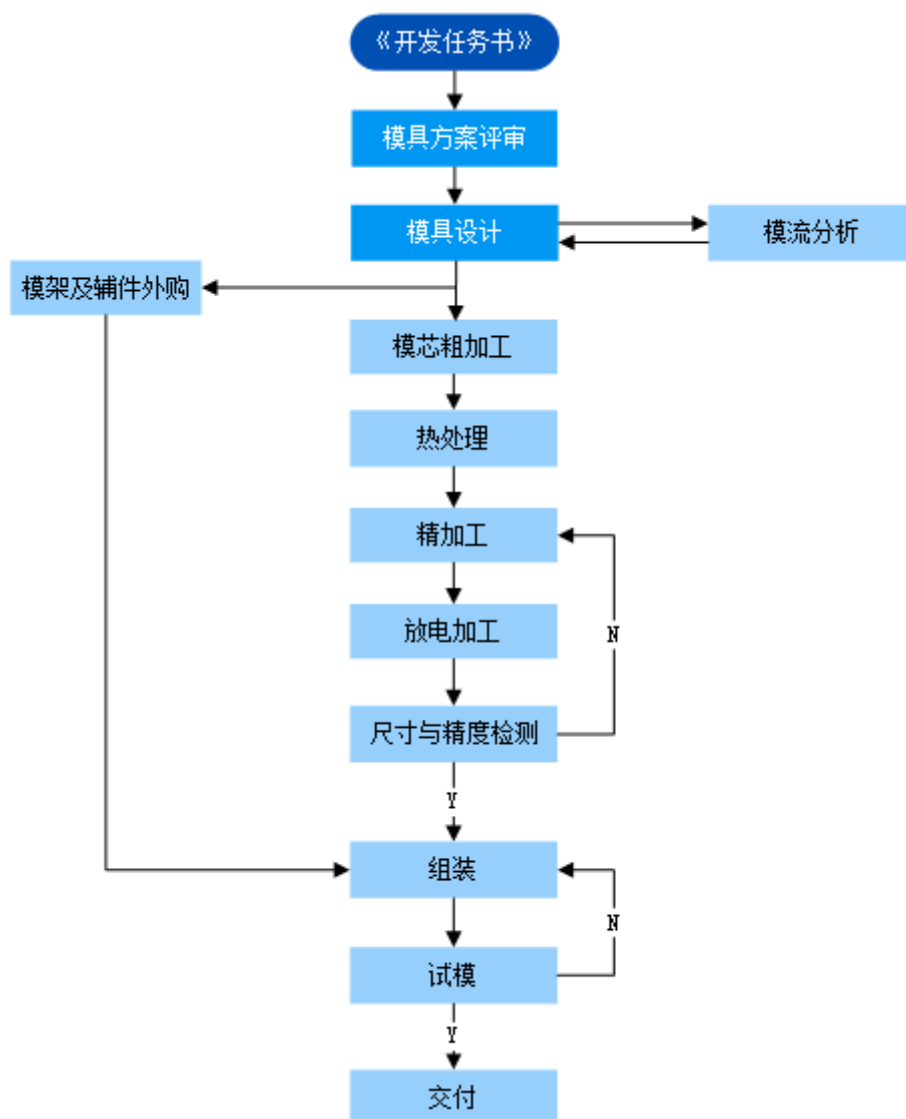 《开发任务书》
模具方案评审
模具设计
模流分析
模架及辅件外购
模芯粗加工
热处理
精加工
放电加工
N
尺寸与精度检测
Y
组装
N
试模
Y
交付